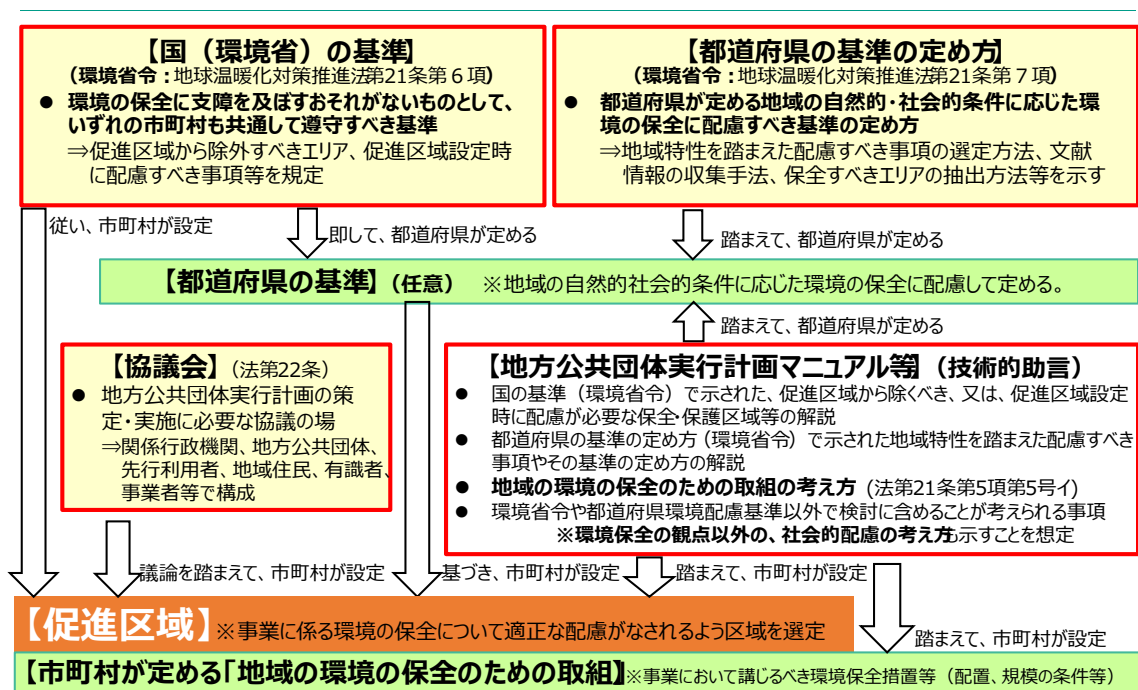 【国（環境省）の基準】
（環境省令：地球温暖化対策推進法第21条第６項）
● 環境の保全に支障を及ぼすおそれがないものとして、
いずれの市町村も共通して遵守すべき基準
⇒促進区域から除外すべきエリア、促進区域設定時
に配慮すべき事項等を規定
【都道府県の基準の定め方】
（環境省令：地球温暖化対策推進法第21条第７項）
● 都道府県が定める地域の自然的・社会的条件に応じた環
境の保全に配慮すべき基準の定め方
⇒地域特性を踏まえた配慮すべき事項の選定方法、文献
情報の収集手法、保全すべきエリアの抽出方法等を示す
従い、市町村が設定
即して、都道府県が定める
踏まえて、都道府県が定める
【都道府県の基準】（任意） ※地域の自然的社会的条件に応じた環境の保全に配慮して定める。
踏まえて、都道府県が定める
【協議会】（法第22条）
● 地方公共団体実行計画の策
定・実施に必要な協議の場
⇒関係行政機関、地方公共団体、
先行利用者、地域住民、有識者、
事業者等で構成
【地方公共団体実行計画マニュアル等】（技術的助言）
● 国の基準（環境省令）で示された、促進区域から除くべき、又は、促進区域設定
時に配慮が必要な保全・保護区域等の解説
● 都道府県の基準の定め方（環境省令）で示された地域特性を踏まえた配慮すべき
事項やその基準の定め方の解説
● 地域の環境の保全のための取組の考え方 (法第21条第5項第5号イ)
● 環境省令や都道府県環境配慮基準以外で検討に含めることが考えられる事項
※環境保全の観点以外の、社会的配慮の考え方も示すことを想定
議論を踏まえて、市町村が設定
基づき、市町村が設定
踏まえて、市町村が設定
【促進区域】※事業に係る環境の保全について適正な配慮がなされるよう区域を選定
踏まえて、市町村が設定
【市町村が定める「地域の環境の保全のための取組】※事業において講じるべき環境保全措置等（配置、規模の条件等）